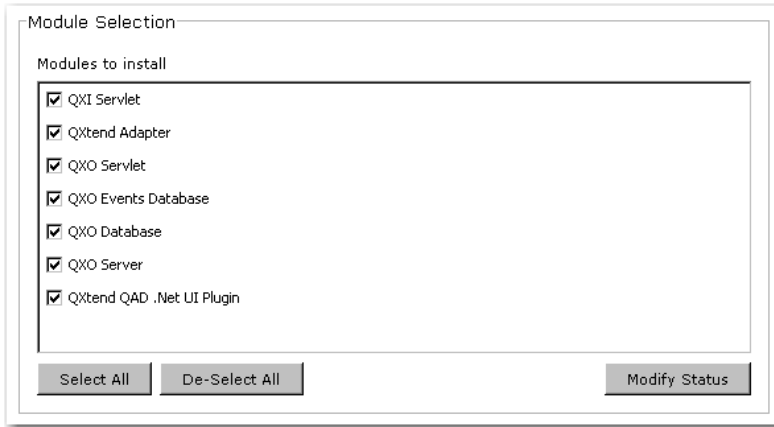 Module Selection
Modules to install
QXI Servlet
QXtend Adapter
QXO Servlet
QXO Events Database
QXO Database
QXO Server
QXtend QAD .Net UI Plugin
Select All De-Select All Modify Status